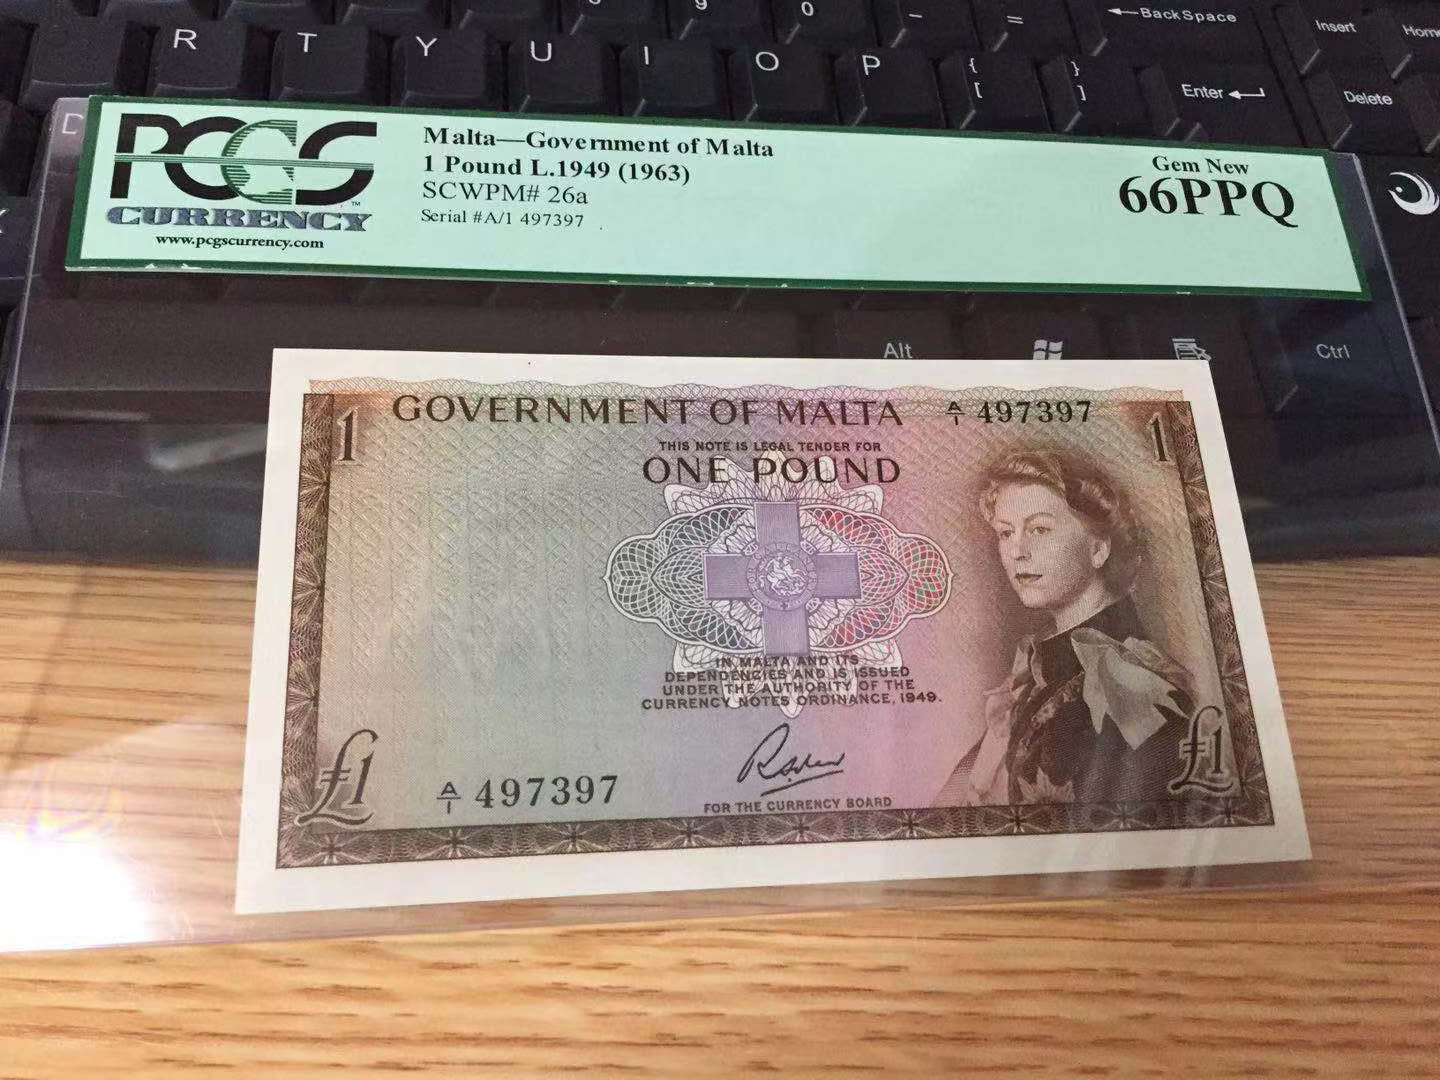 9 0 - =
BackSpace
Insert
R T Y U I O P { [ } ]
Enter
Delete
D
PCGS
CURRENCY
™
www.pcgscurrency.com
Malta—Government of Malta
1 Pound L.1949 (1963)
SCWPM# 26a
Serial #A/1 497397
Gem New
66PPQ
Alt
Ctrl
1 GOVERNMENT OF MALTA A/1 497397 1
THIS NOTE IS LEGAL TENDER FOR
ONE POUND
IN MALTA AND ITS
DEPENDENCIES AND IS ISSUED
UNDER THE AUTHORITY OF THE
CURRENCY NOTES ORDINANCE, 1949.
£1 A/1 497397
FOR THE CURRENCY BOARD
£1